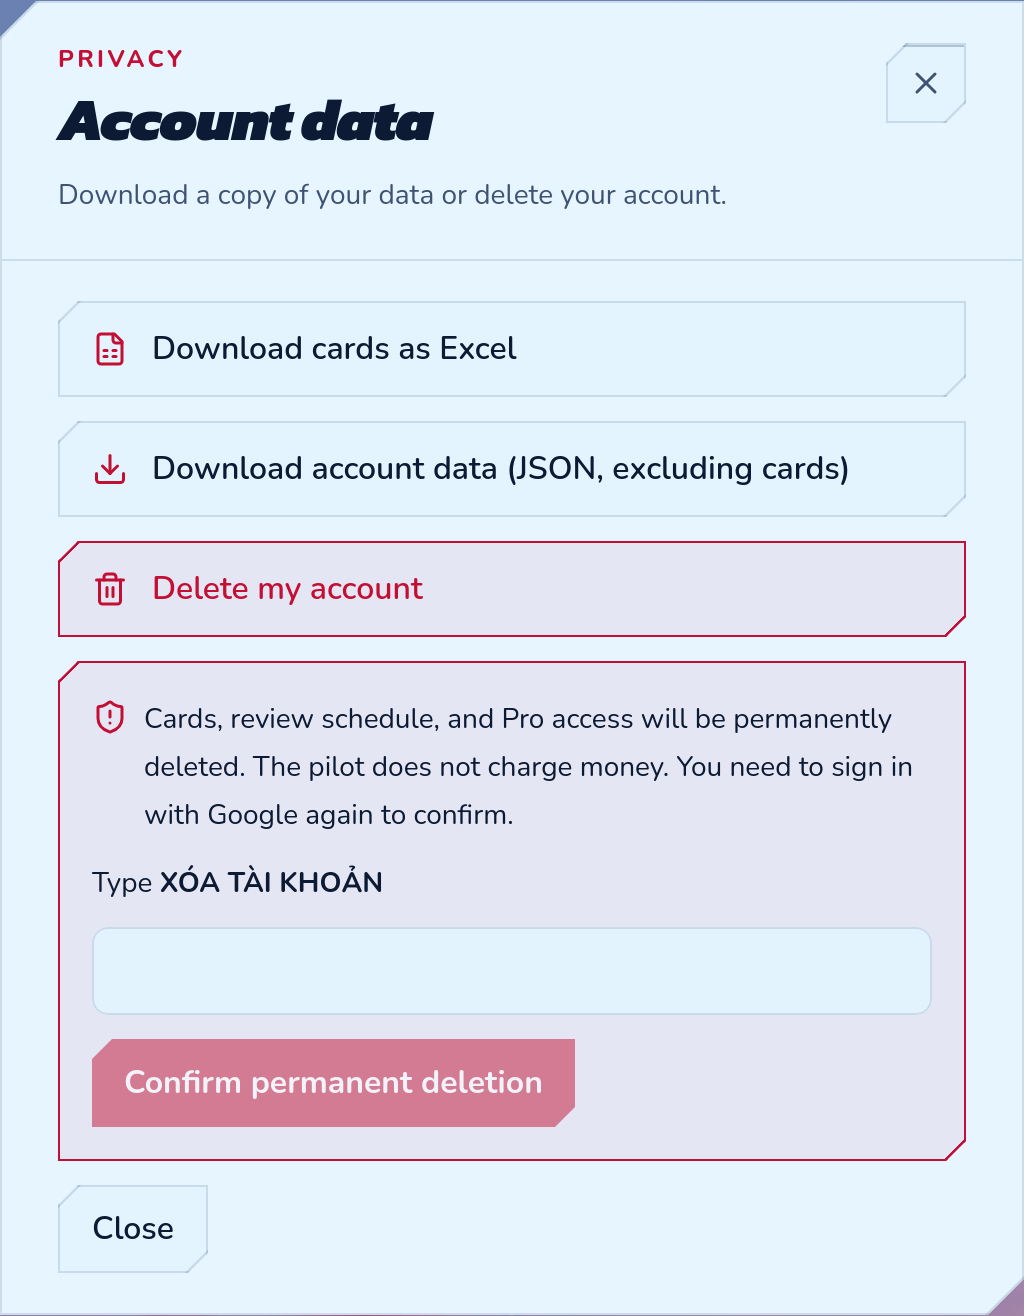 PRIVACY
Account data
Download a copy of your data or delete your account.
Download cards as Excel
Download account data (JSON, excluding cards)
Delete my account
Cards, review schedule, and Pro access will be permanently
deleted. The pilot does not charge money. You need to sign in
with Google again to confirm.
Type XÓA TÀI KHOẢN
Confirm permanent deletion
Close